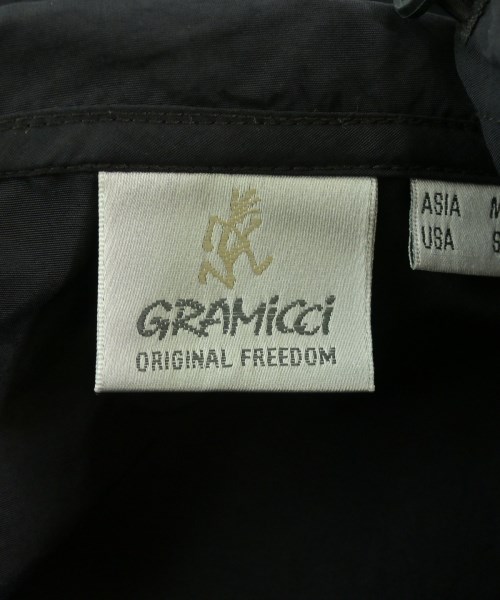 GRAMicci
ORIGINAL FREEDOM
ASIA M
USA S